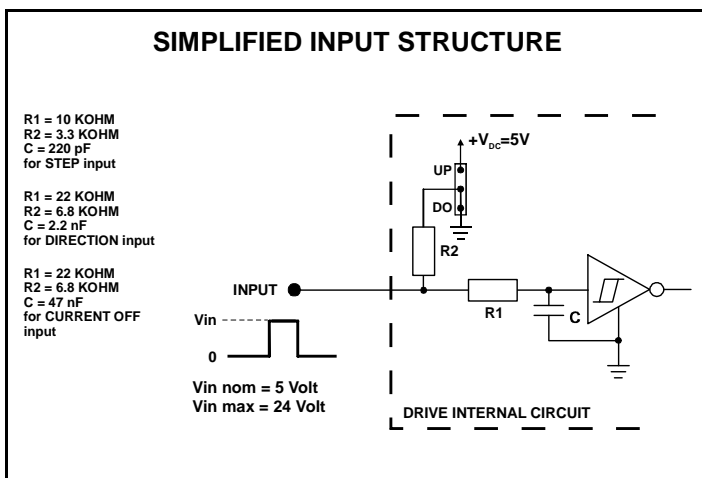 SIMPLIFIED INPUT STRUCTURE
R1 = 10 KOHM
R2 = 3.3 KOHM
C = 220 pF
for STEP input
R1 = 22 KOHM
R2 = 6.8 KOHM
C = 2.2 nF
for DIRECTION input
R1 = 22 KOHM
R2 = 6.8 KOHM
C = 47 nF
for CURRENT OFF
input
+VDC=5V
UP
DO
R2
INPUT
R1
C
Vin
0
Vin nom = 5 Volt
Vin max = 24 Volt
DRIVE INTERNAL CIRCUIT